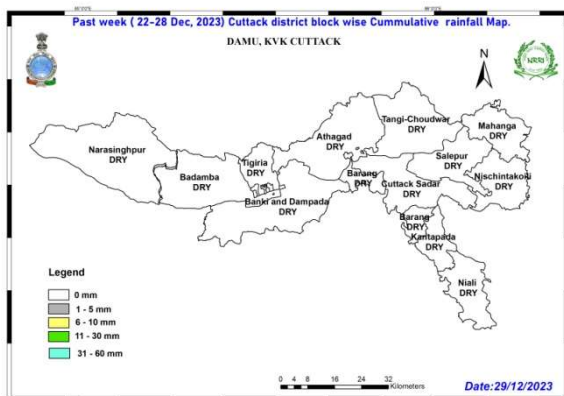 Past week ( 22-28 Dec, 2023) Cuttack district block wise Cummulative rainfall Map.
DAMU, KVK CUTTACK
N
NRRI
Tangi-Choudwar
DRY
Mahanga
DRY
Athagad
DRY
Narasinghpur
DRY
Tigiria
DRY
Salepur
DRY
Badamba
DRY
Barang
DRY
Nischintakoili
DRY
Cuttack Sadar
DRY
Banki and Dampada
DRY
Barang
DRY
Kantapada
DRY
Niali
DRY
Legend
0 mm
1 - 5 mm
6 - 10 mm
11 - 30 mm
31 - 60 mm
0 4 8 16 24 32
Kilometers
Date:29/12/2023